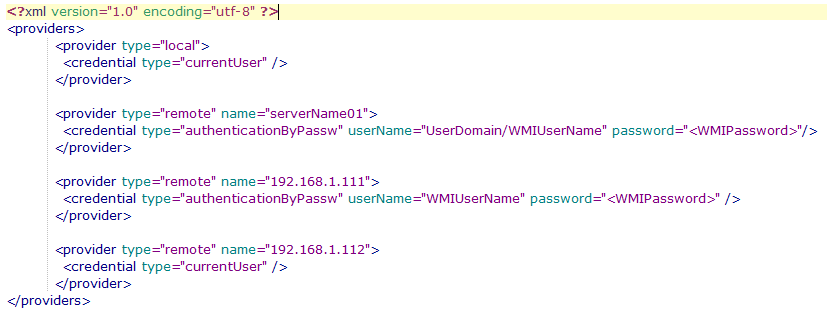 <?xml version="1.0" encoding="utf-8" ?>
<providers>
<provider type="local">
<credential type="currentUser" />
</provider>
<provider type="remote" name="serverName01">
<credential type="authenticationByPassw" userName="UserDomain/WMIUserName" password="<WMIPassword>"/>
</provider>
<provider type="remote" name="192.168.1.111">
<credential type="authenticationByPassw" userName="WMIUserName" password="<WMIPassword>" />
</provider>
<provider type="remote" name="192.168.1.112">
<credential type="currentUser" />
</provider>
</providers>